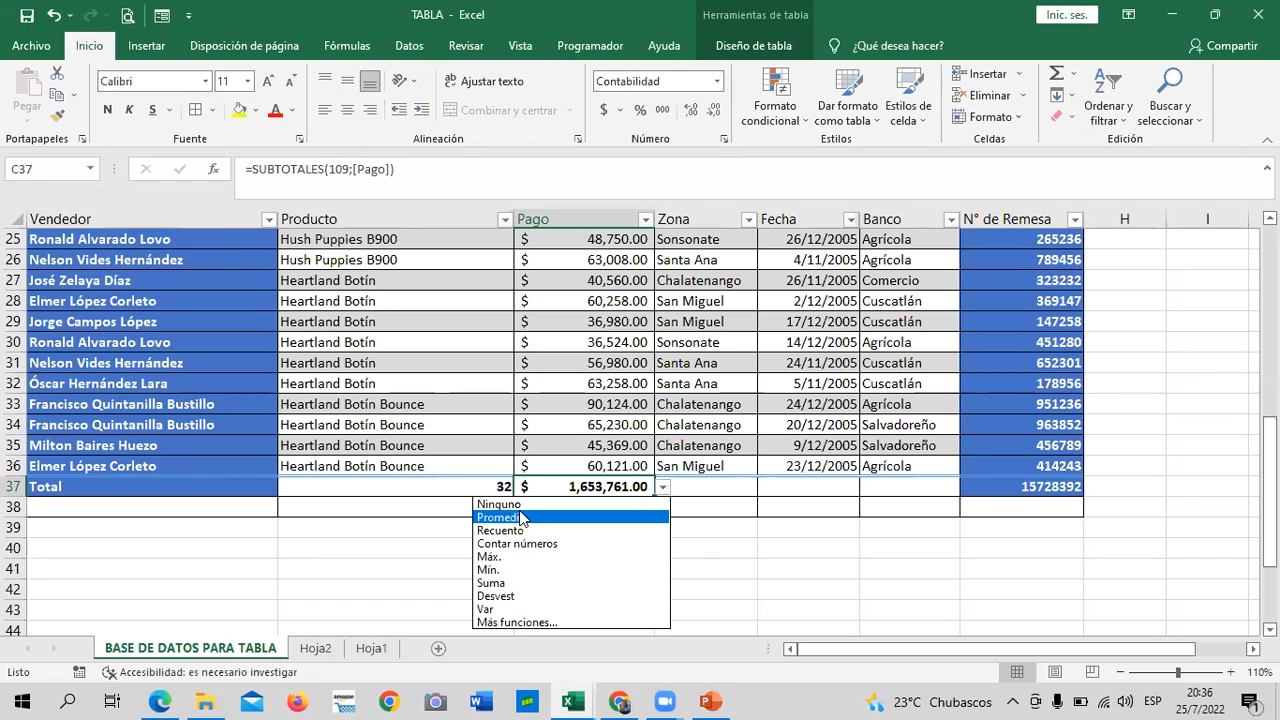 TABLA - Excel
Herramientas de tabla
Inic. ses.
Archivo Inicio Insertar Disposición de página Fórmulas Datos Revisar Vista Programador Ayuda Diseño de tabla ¿Qué desea hacer? Compartir
Pegar
Calibri 11
N K S
Ajustar texto
Combinar y centrar
Contabilidad
$ % 000
Formato condicional
Dar formato como tabla
Estilos de celda
Insertar
Eliminar
Formato
Ordenar y filtrar
Buscar y seleccionar
Portapapeles Fuente Alineación Número Estilos Celdas Edición
C37 fx =SUBTOTALES(109;[Pago])
Vendedor Producto Pago Zona Fecha Banco N° de Remesa H I
25 Ronald Alvarado Lovo Hush Puppies B900 $ 48,750.00 Sonsonate 26/12/2005 Agrícola 265236
26 Nelson Vides Hernández Hush Puppies B900 $ 63,008.00 Santa Ana 4/11/2005 Agrícola 789456
27 José Zelaya Díaz Heartland Botín $ 40,560.00 Chalatenango 26/11/2005 Comercio 323232
28 Elmer López Corleto Heartland Botín $ 60,258.00 San Miguel 2/12/2005 Cuscatlán 369147
29 Jorge Campos López Heartland Botín $ 36,980.00 San Miguel 17/12/2005 Cuscatlán 147258
30 Ronald Alvarado Lovo Heartland Botín $ 36,524.00 Sonsonate 14/12/2005 Agrícola 451280
31 Nelson Vides Hernández Heartland Botín $ 56,980.00 Santa Ana 24/11/2005 Cuscatlán 652301
32 Óscar Hernández Lara Heartland Botín $ 63,258.00 Santa Ana 5/11/2005 Cuscatlán 178956
33 Francisco Quintanilla Bustillo Heartland Botín Bounce $ 90,124.00 Chalatenango 24/12/2005 Agrícola 951236
34 Francisco Quintanilla Bustillo Heartland Botín Bounce $ 65,230.00 Chalatenango 20/12/2005 Salvadoreño 963852
35 Milton Baires Huezo Heartland Botín Bounce $ 45,369.00 Chalatenango 9/12/2005 Salvadoreño 456789
36 Elmer López Corleto Heartland Botín Bounce $ 60,121.00 San Miguel 23/12/2005 Agrícola 414243
37 Total 32 $ 1,653,761.00 15728392
38
39
40
41
42
43
44
Ninguno
Promedi
Recuento
Contar números
Máx.
Mín.
Suma
Desvest
Var
Más funciones...
BASE DE DATOS PARA TABLA Hoja2 Hoja1
Listo Accesibilidad: es necesario investigar 110%
23°C Chubascos ESP 20:36
25/7/2022